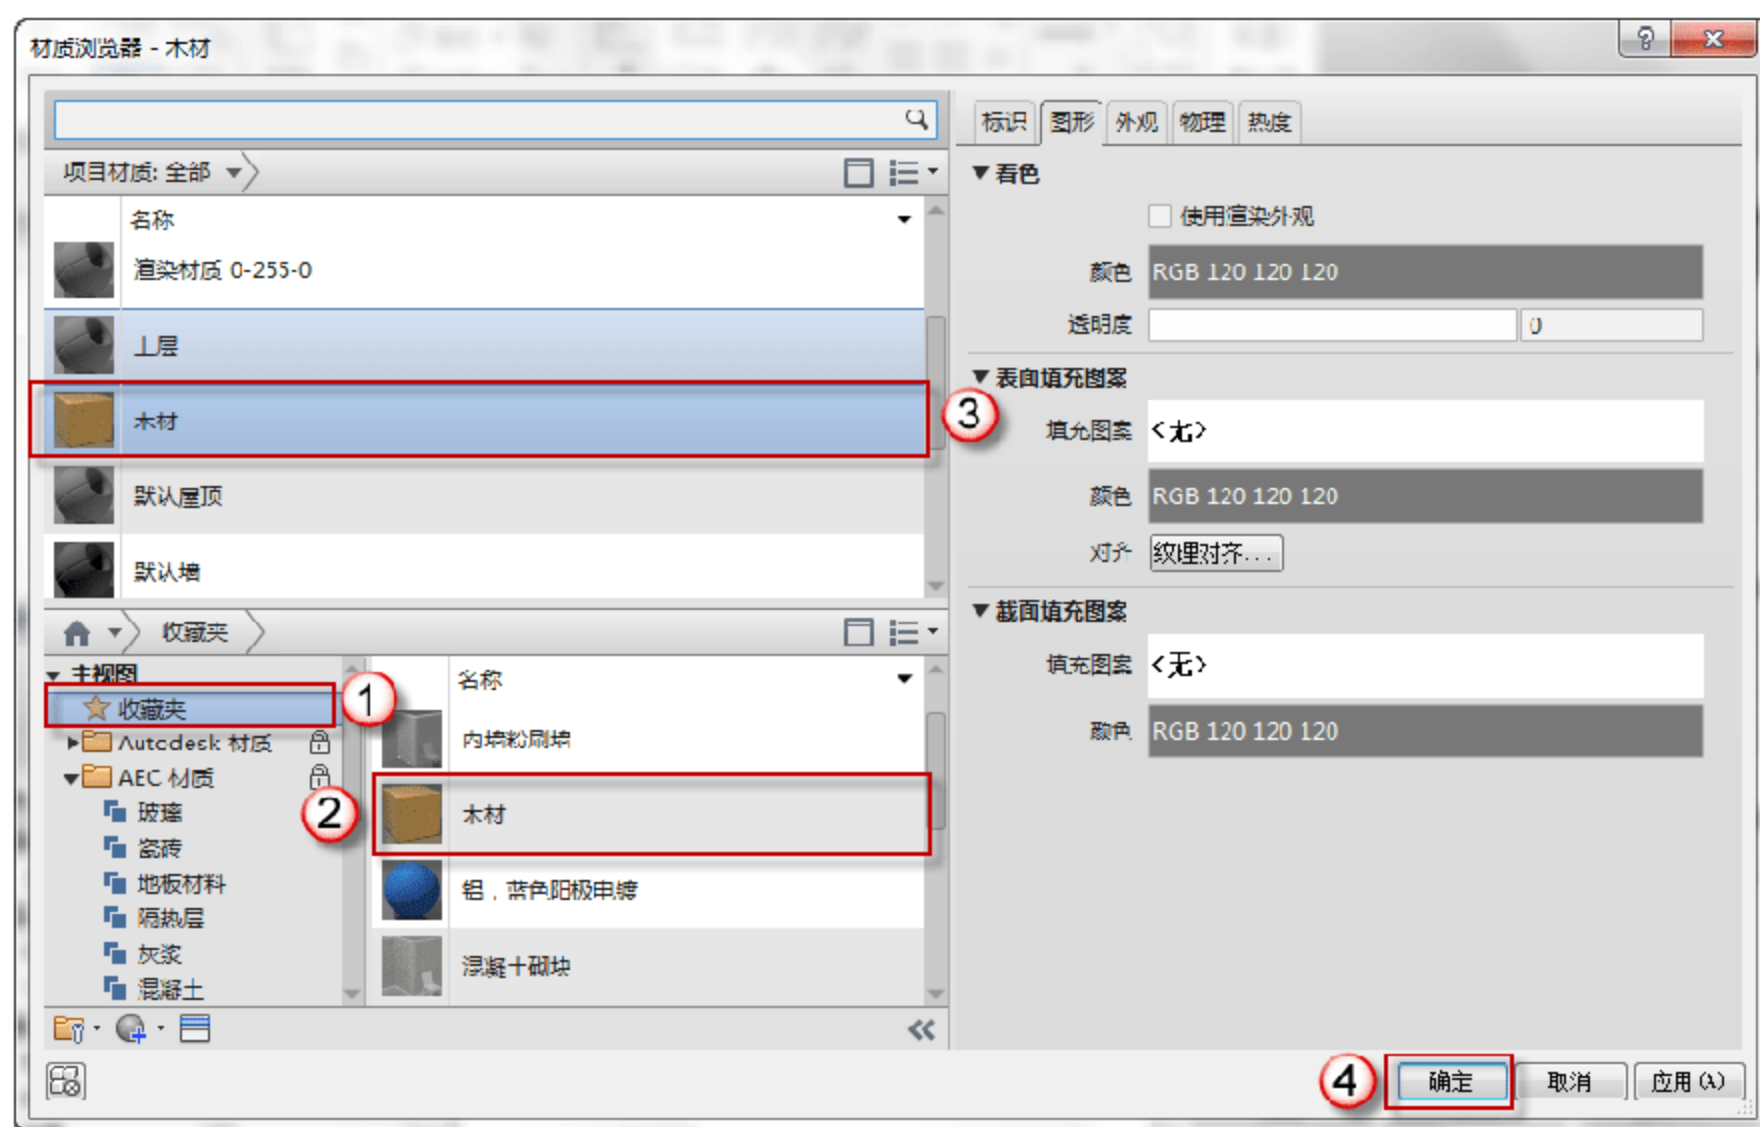 材质浏览器 - 木材
项目材质: 全部
名称
渲染材质 0-255-0
土层
木材
③
默认屋顶
默认墙
收藏夹
主视图
收藏夹
①
Autodesk 材质
AEC 材质
②
玻璃
瓷砖
地板材料
隔热层
灰浆
混凝土
名称
内墙粉刷墙
木材
铝，蓝色阳极电镀
混凝土砌块
标识 图形 外观 物理 热度
着色
使用渲染外观
颜色 RGB 120 120 120
透明度 0
表面填充图案
填充图案 <无>
颜色 RGB 120 120 120
对齐 纹理对齐...
截面填充图案
填充图案 <无>
颜色 RGB 120 120 120
④ 确定 取消 应用(A)